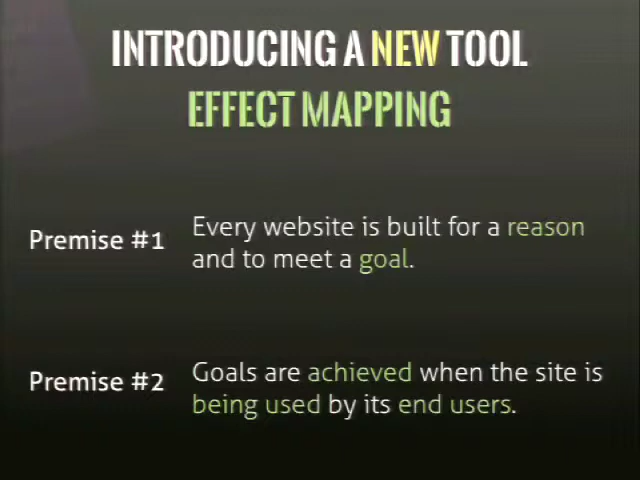 INTRODUCING A NEW TOOL
EFFECT MAPPING
Premise #1
Every website is built for a reason
and to meet a goal.
Premise #2
Goals are achieved when the site is
being used by its end users.